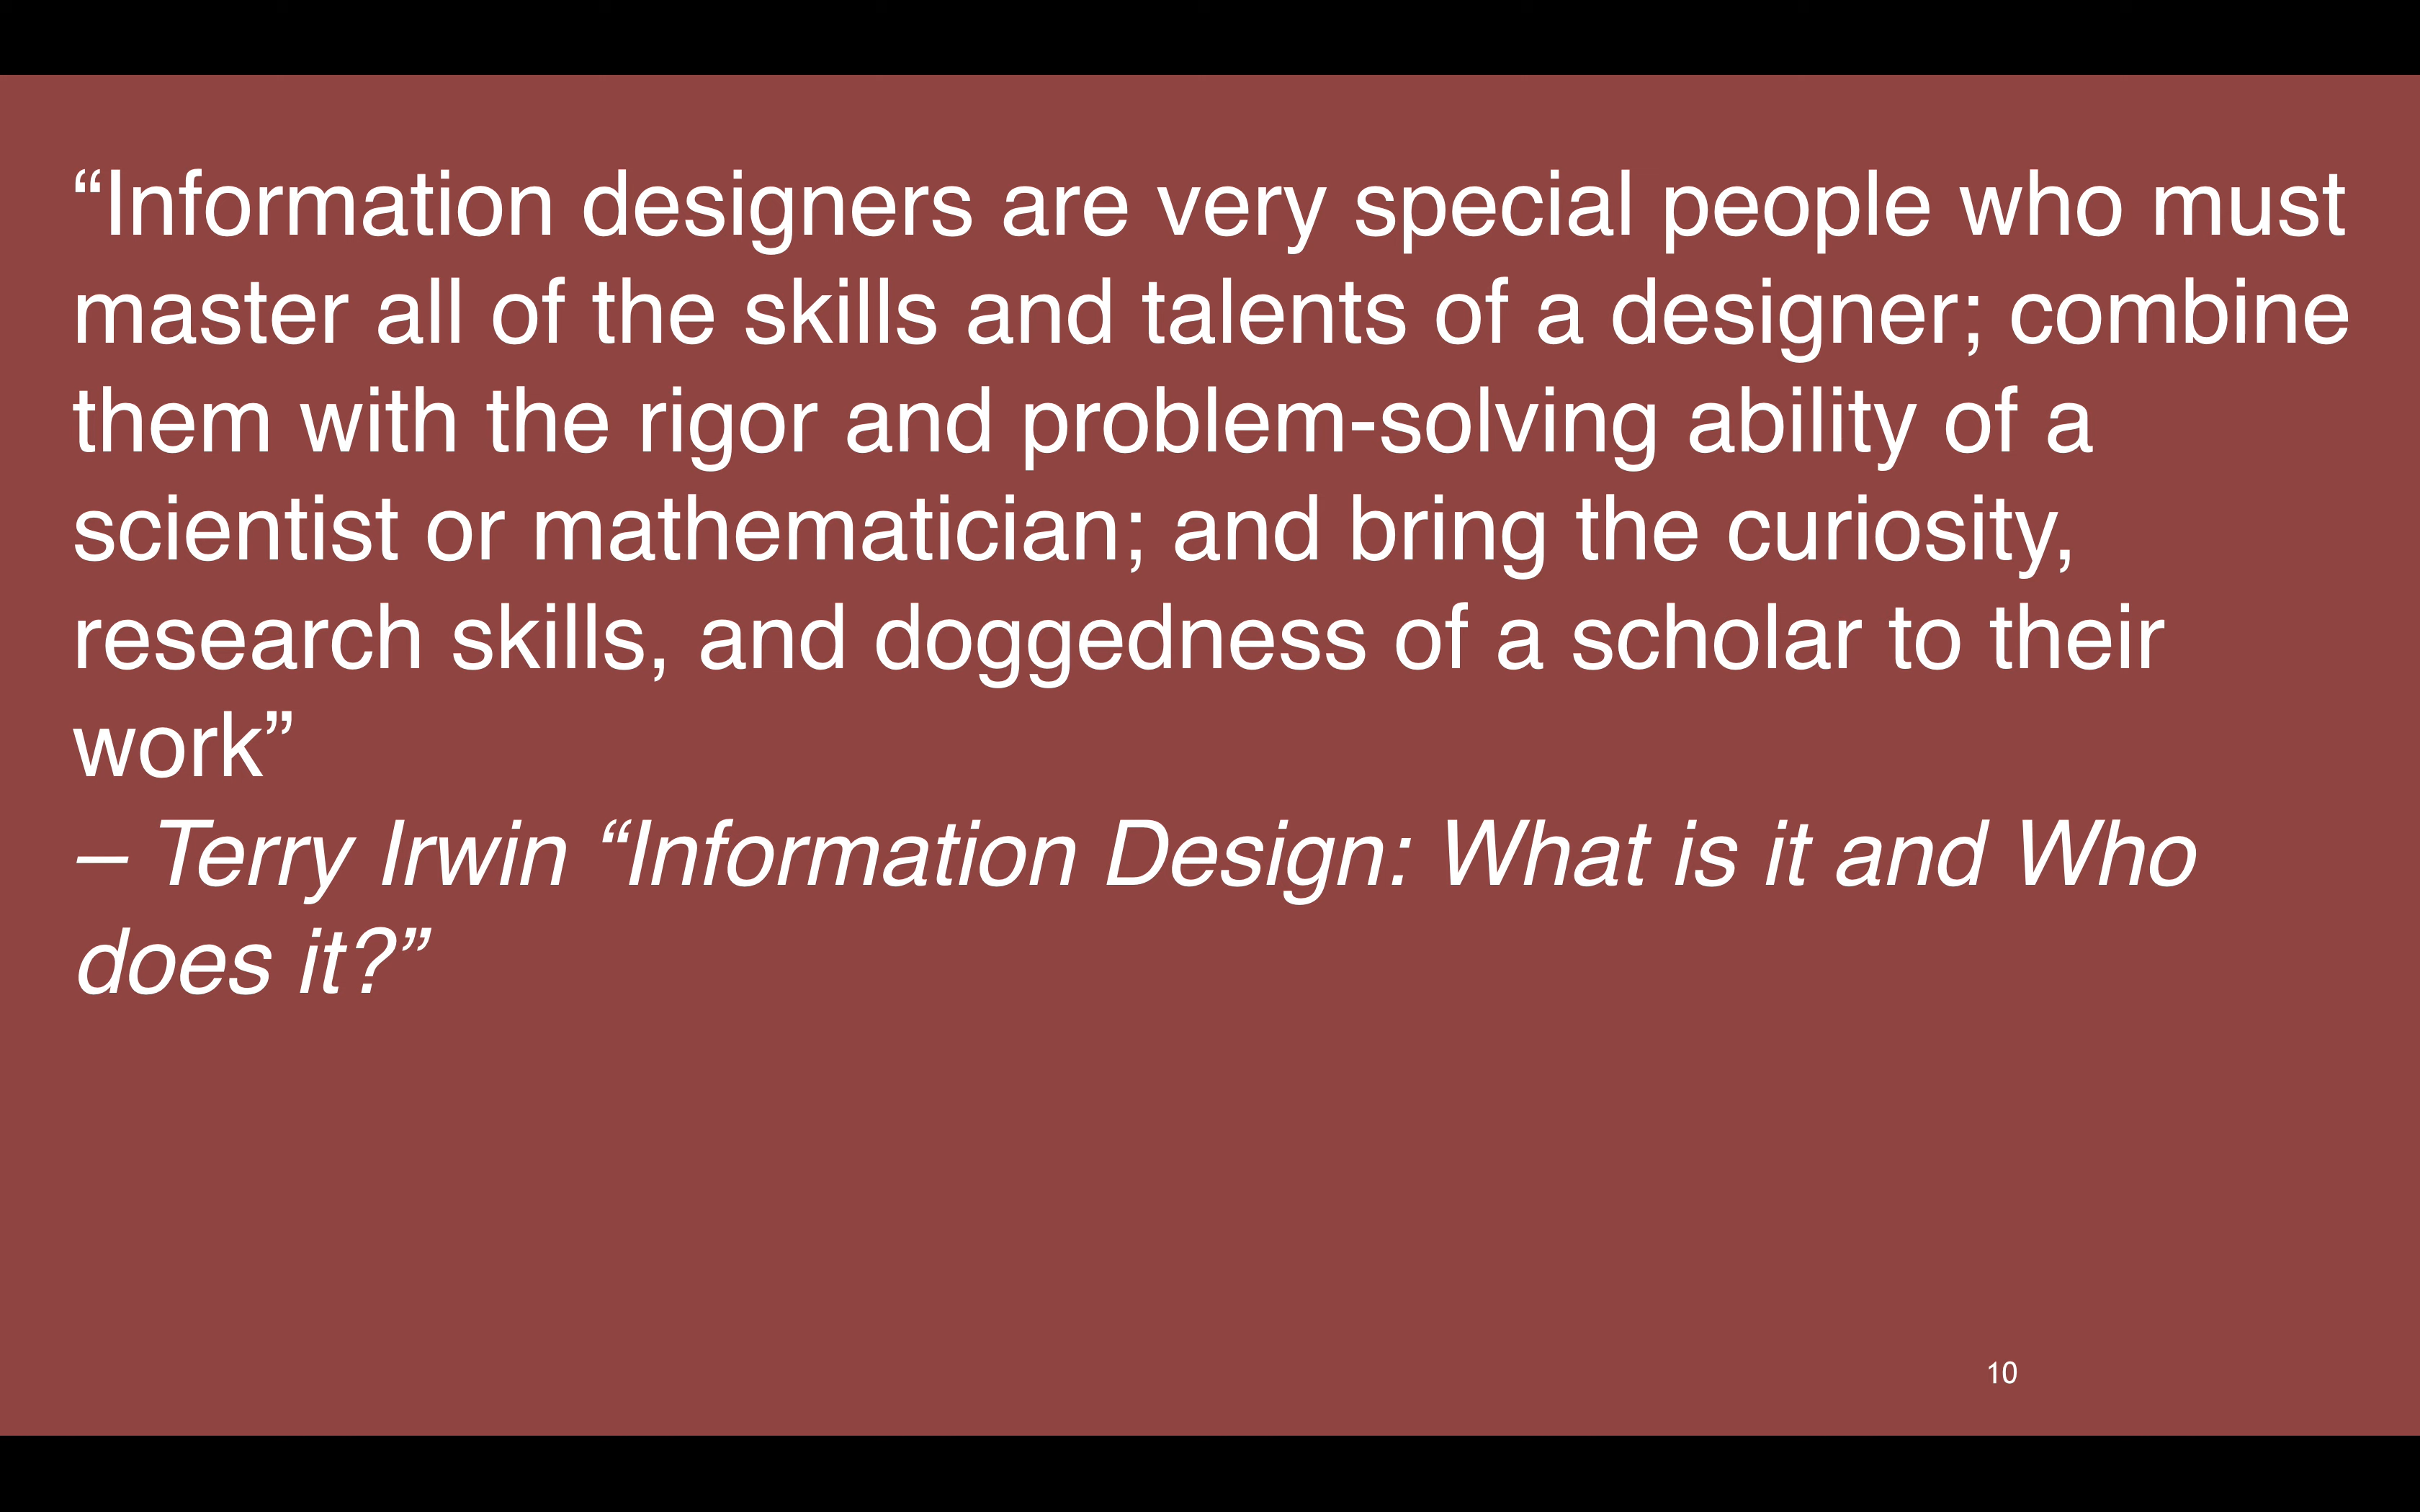 “Information designers are very special people who must
master all of the skills and talents of a designer; combine
them with the rigor and problem-solving ability of a
scientist or mathematician; and bring the curiosity,
research skills, and doggedness of a scholar to their
work”
– Terry Irwin “Information Design: What is it and Who
does it?”
10